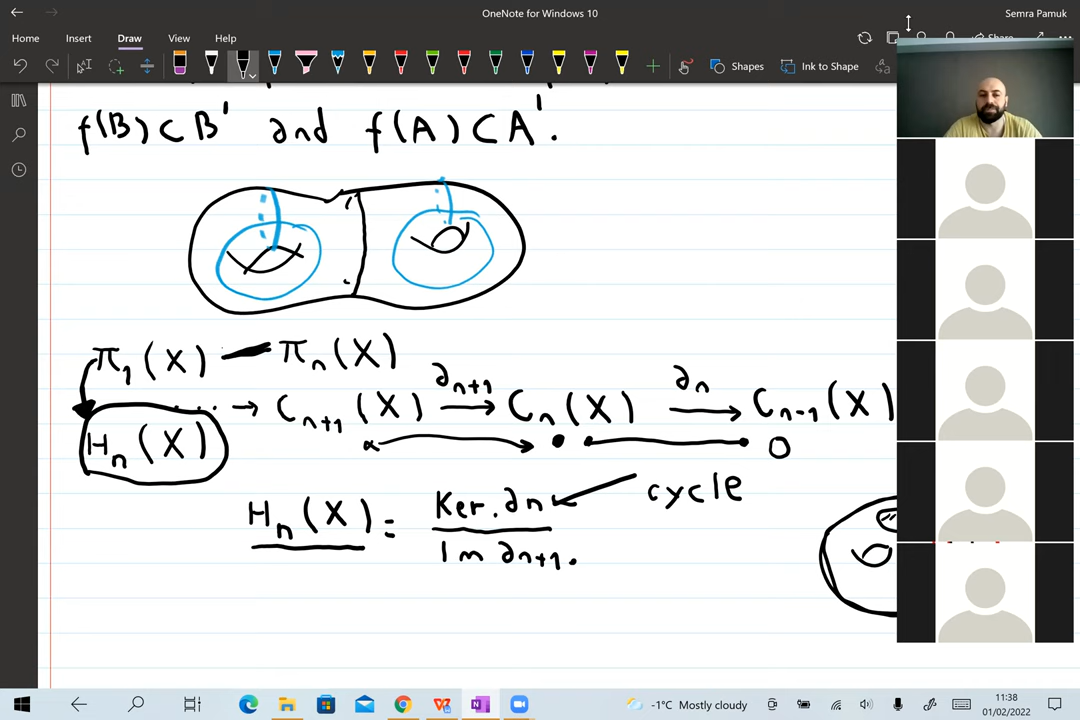 OneNote for Windows 10
Semra Pamuk
Home Insert Draw View Help
Share
Shapes Ink to Shape
f(B) ⊂ B' and f(A) ⊂ A'.
π₁(X) — πₙ(X)
... → Cₙ₊₁(X) ∂ₙ₊₁ → Cₙ(X) ∂ₙ → Cₙ₋₁(X)
Hₙ(X)
0
cycle
Hₙ(X) = Ker. ∂ₙ
Im ∂ₙ₊₁.
-1°C Mostly cloudy
11:38
01/02/2022